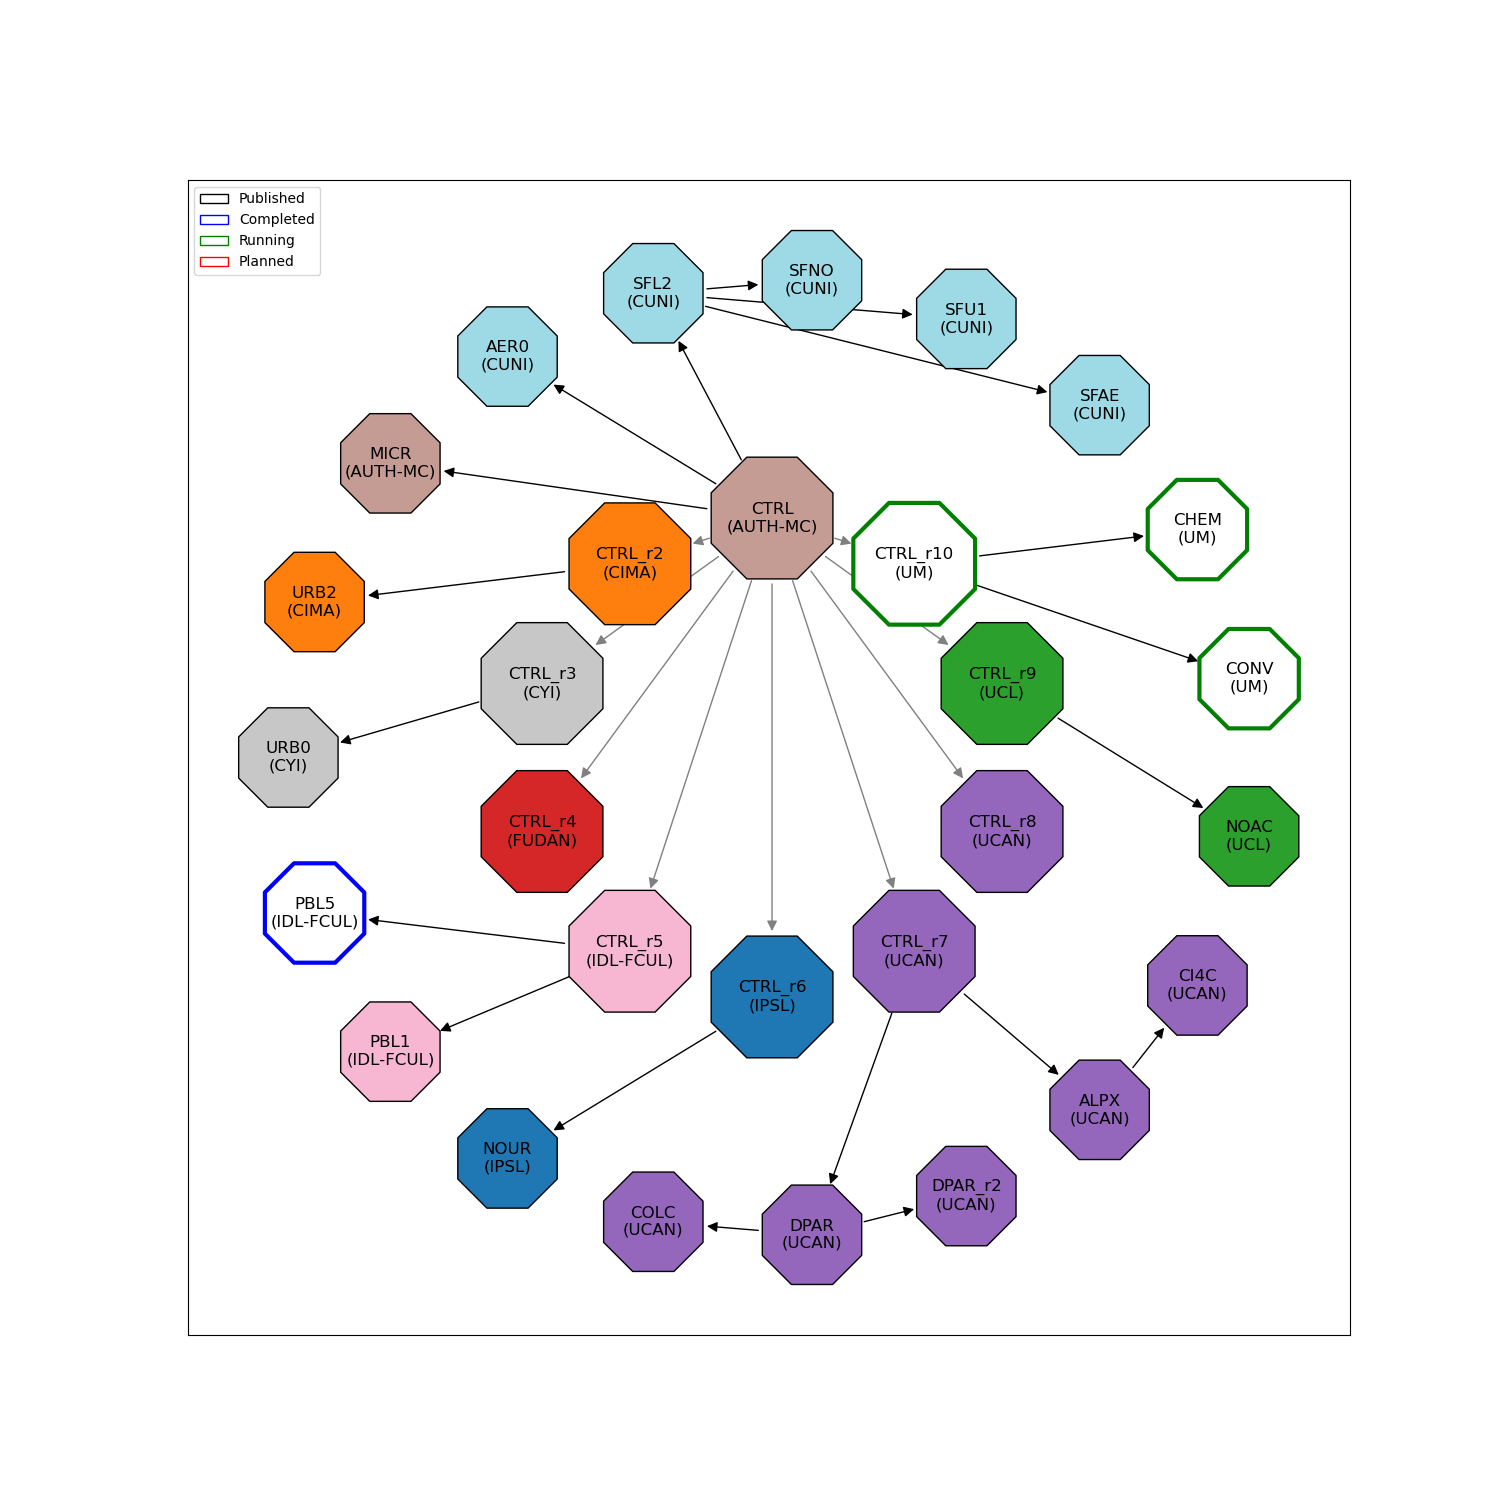 Published
Completed
Running
Planned
SFL2
(CUNI)
SFNO
(CUNI)
SFU1
(CUNI)
AER0
(CUNI)
SFAE
(CUNI)
MICR
(AUTH-MC)
CTRL
(AUTH-MC)
CHEM
(UM)
CTRL_r2
(CIMA)
CTRL_r10
(UM)
URB2
(CIMA)
CTRL_r3
(CYI)
CTRL_r9
(UCL)
CONV
(UM)
URB0
(CYI)
CTRL_r4
(FUDAN)
CTRL_r8
(UCAN)
NOAC
(UCL)
PBL5
(IDL-FCUL)
CTRL_r5
(IDL-FCUL)
CTRL_r7
(UCAN)
CTRL_r6
(IPSL)
CI4C
(UCAN)
PBL1
(IDL-FCUL)
ALPX
(UCAN)
NOUR
(IPSL)
COLC
(UCAN)
DPAR
(UCAN)
DPAR_r2
(UCAN)